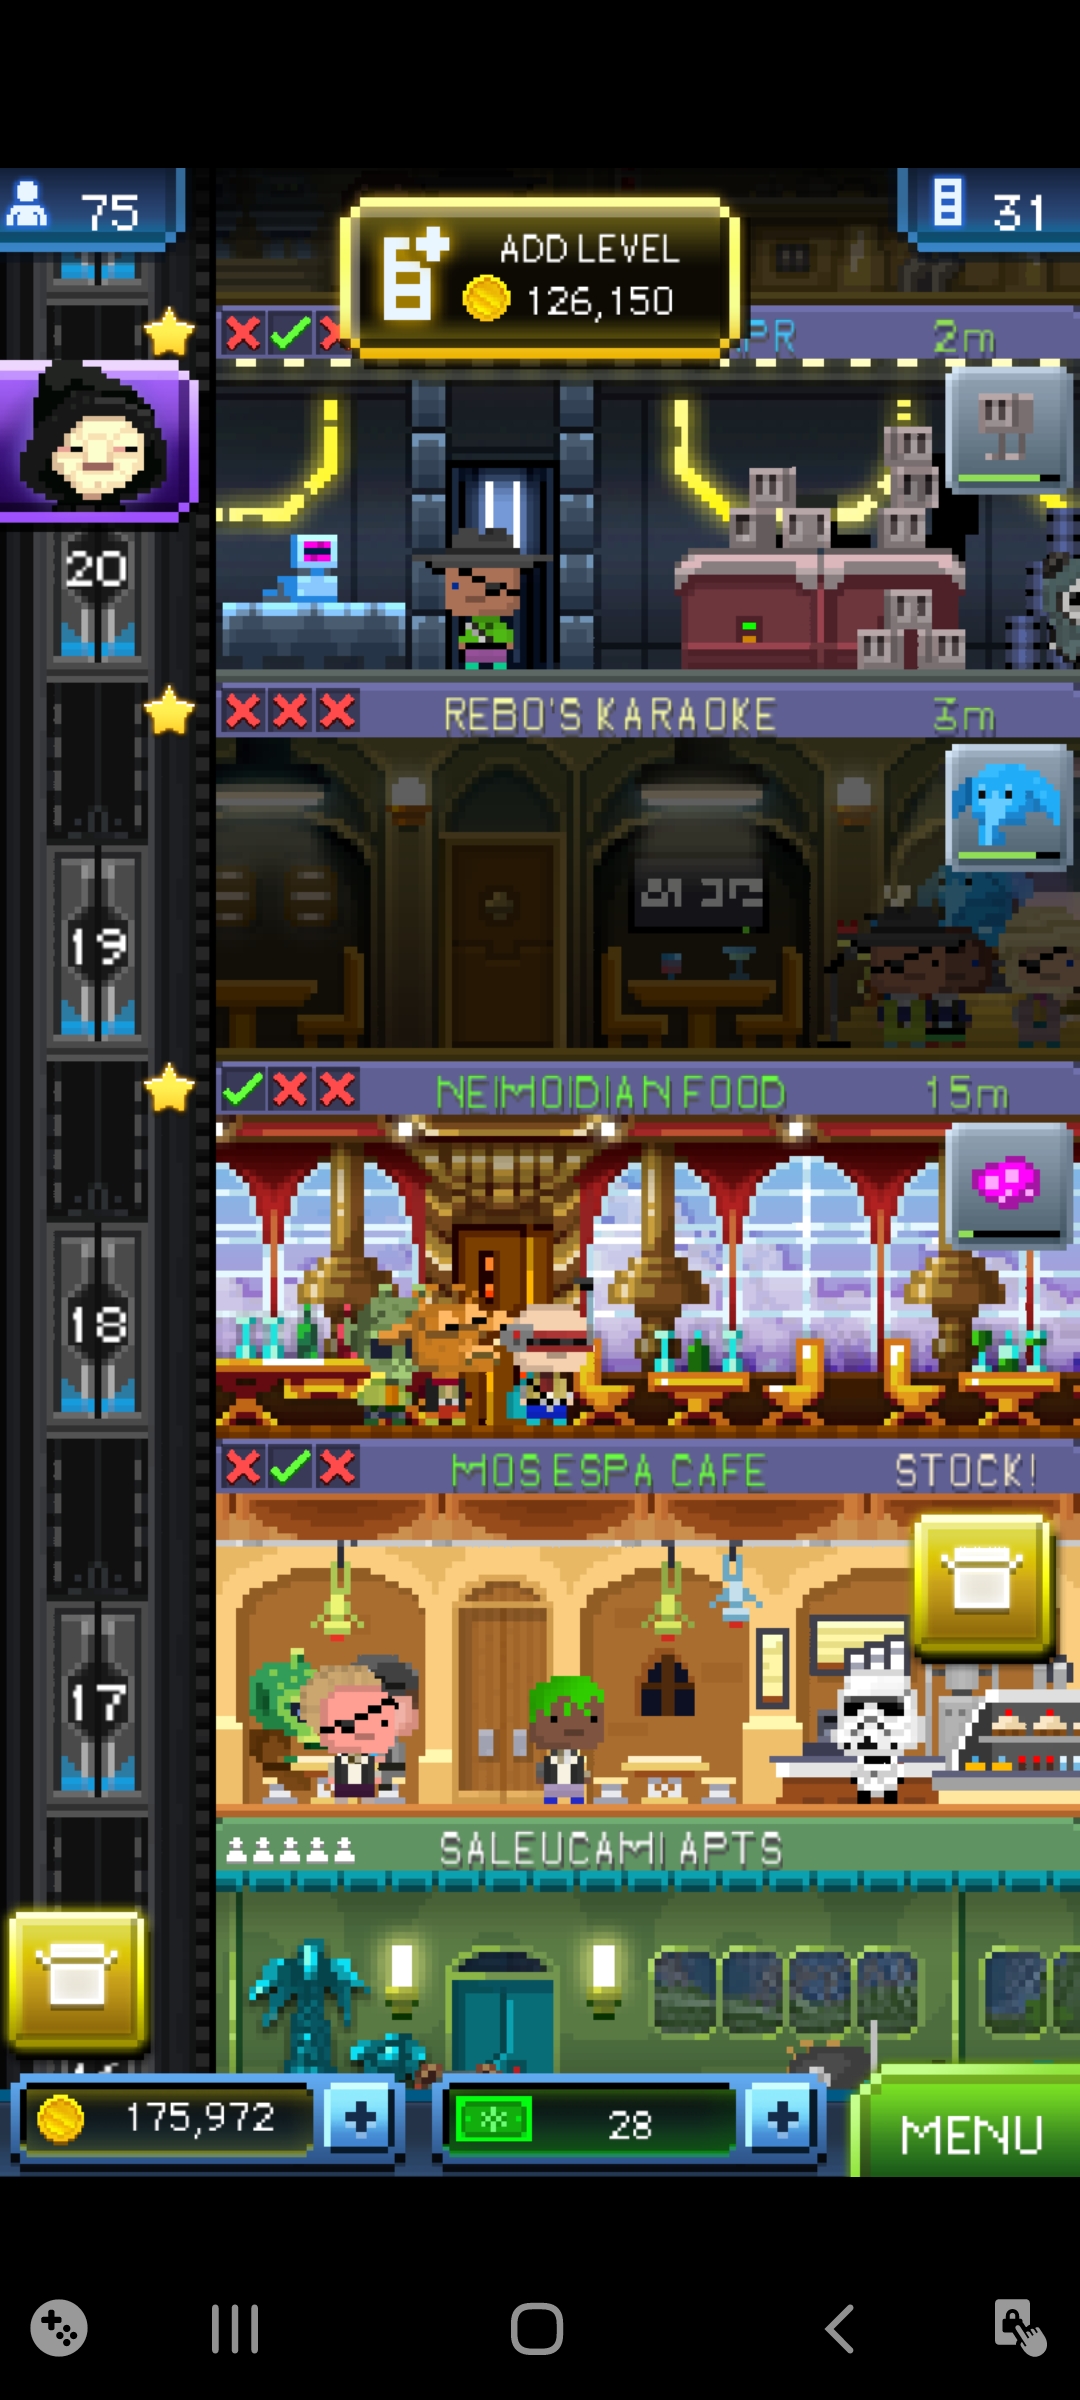 75
31
ADD LEVEL
126,150
2m
20
REBO'S KARAOKE
3m
19
NEIMOIDIAN FOOD
15m
18
MOS ESPA CAFE
STOCK!
17
SALEUCAMI APTS
175,972
28
MENU